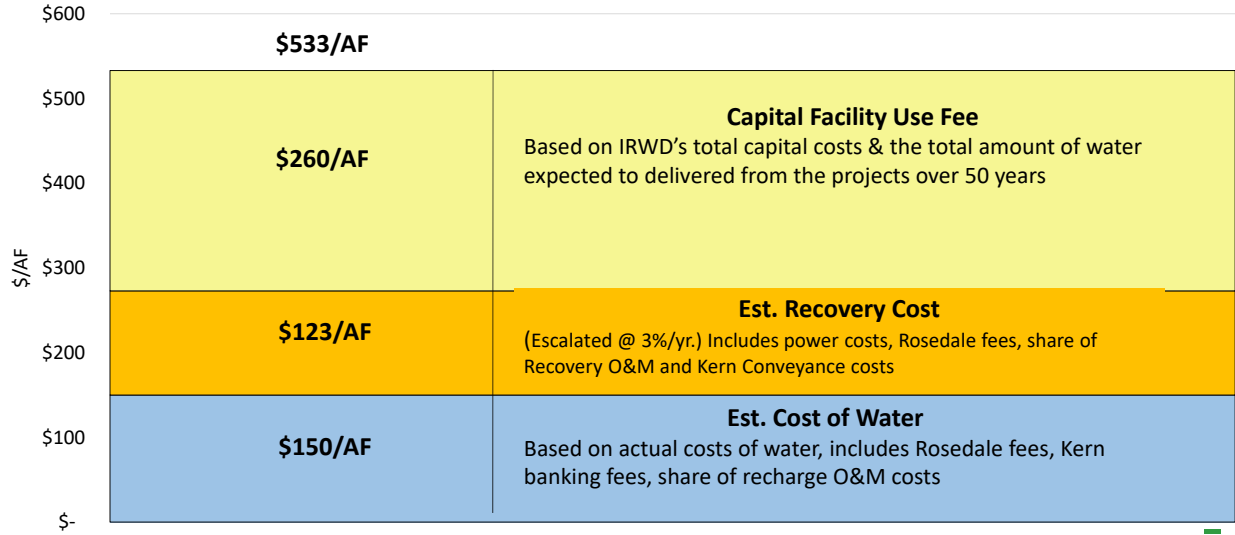 $600
$533/AF
$500
Capital Facility Use Fee
$260/AF
Based on IRWD's total capital costs & the total amount of water
expected to delivered from the projects over 50 years
$400
$/AF
$300
Est. Recovery Cost
$123/AF
(Escalated @ 3%/yr.) Includes power costs, Rosedale fees, share of
Recovery O&M and Kern Conveyance costs
$200
Est. Cost of Water
$100
$150/AF
Based on actual costs of water, includes Rosedale fees, Kern
banking fees, share of recharge O&M costs
$-